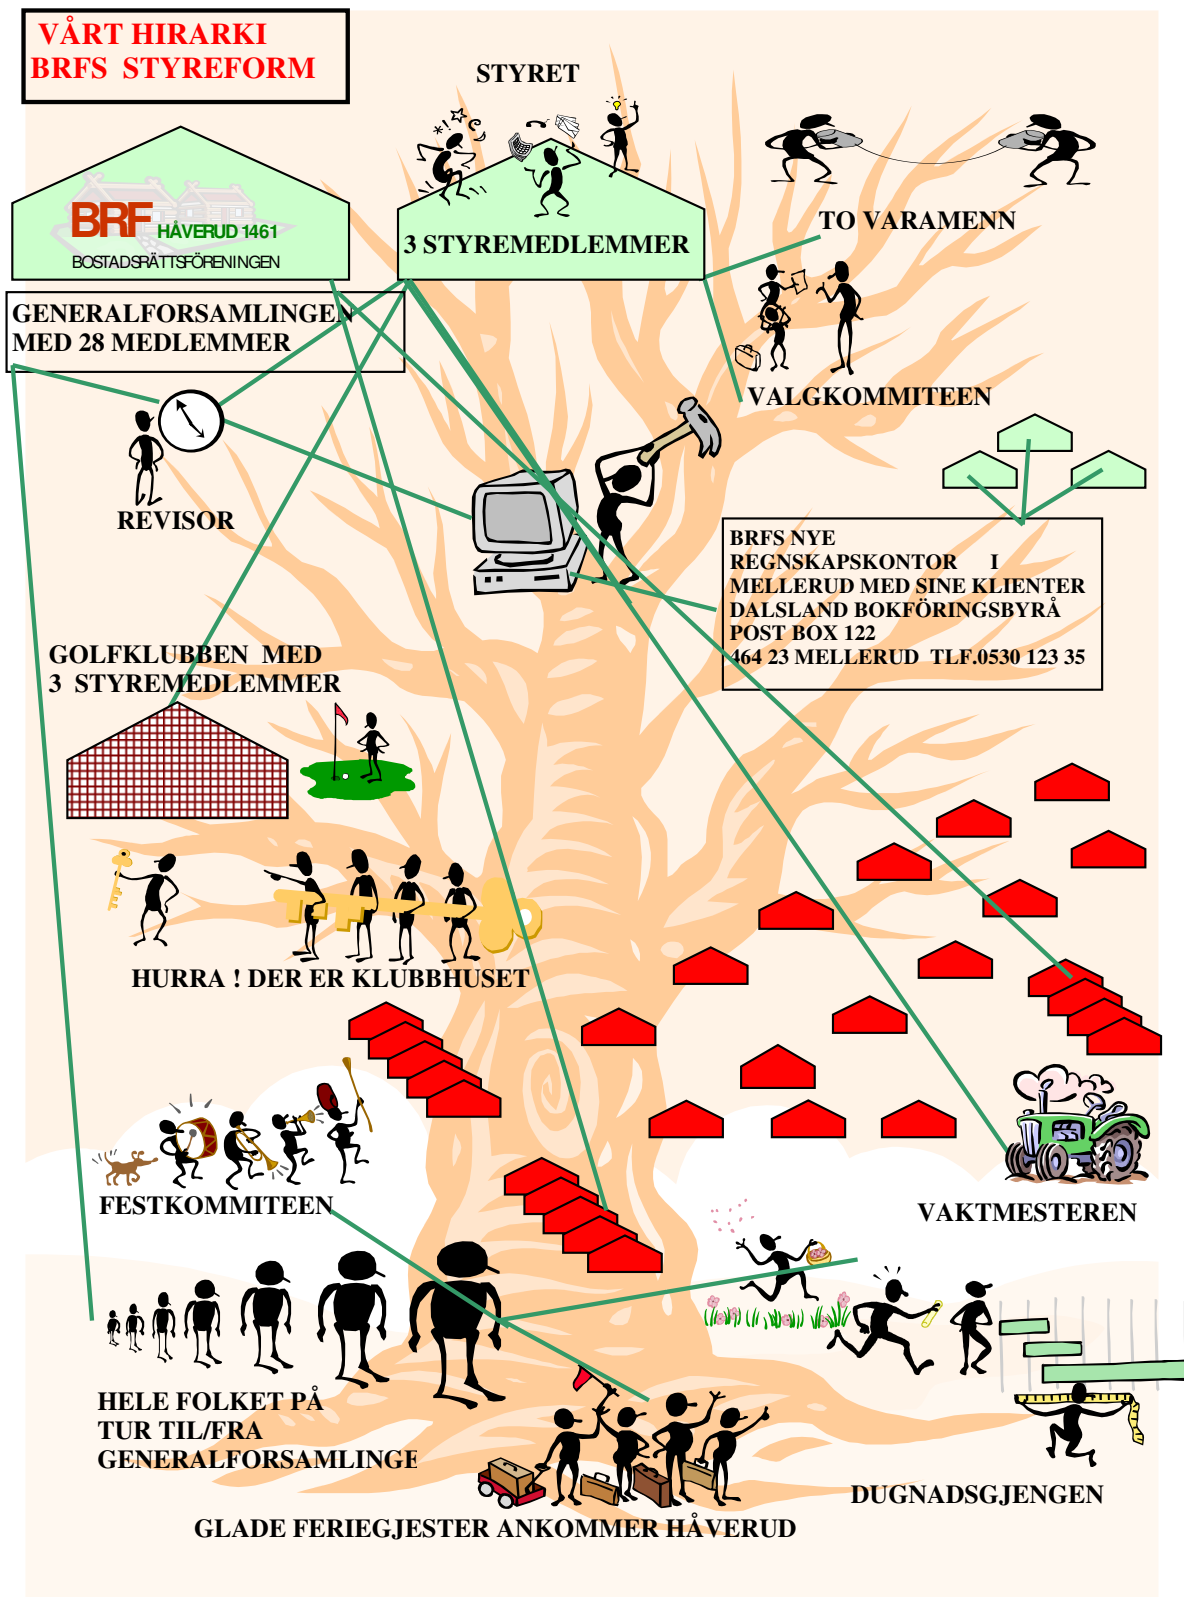 VÅRT HIRARKI
BRFS STYREFORM
STYRET
BRF HÅVERUD 1461
BOSTADSRÄTTSFÖRENINGEN
3 STYREMEDLEMMER
TO VARAMENN
GENERALFORSAMLINGEN
MED 28 MEDLEMMER
VALGKOMMITEEN
REVISOR
BRFS NYE
REGNSKAPSKONTOR I
MELLERUD MED SINE KLIENTER
DALSLAND BOKFÖRINGSBYRÅ
POST BOX 122
464 23 MELLERUD TLF.0530 123 35
GOLFKLUBBEN MED
3 STYREMEDLEMMER
HURRA ! DER ER KLUBBHUSET
FESTKOMMITEEN
VAKTMESTEREN
HELE FOLKET PÅ
TUR TIL/FRA
GENERALFORSAMLINGE
DUGNADSGJENGEN
GLADE FERIEGJESTER ANKOMMER HÅVERUD